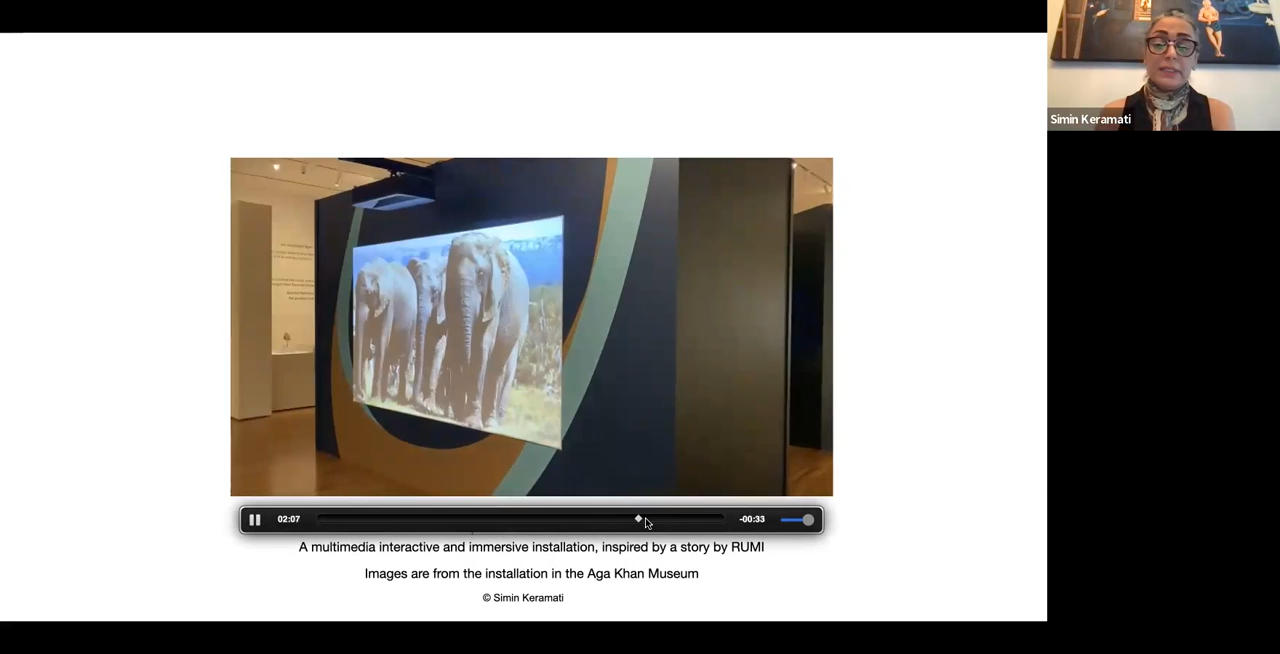 Simin Keramati
02:07
-00:33
A multimedia interactive and immersive installation, inspired by a story by RUMI
Images are from the installation in the Aga Khan Museum
© Simin Keramati